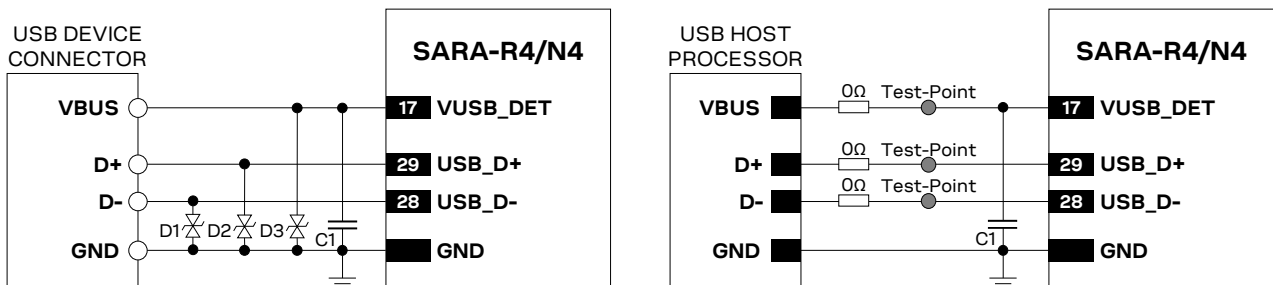 USB DEVICE
CONNECTOR
SARA-R4/N4
VBUS
17 VUSB_DET
D+
29 USB_D+
D-
28 USB_D-
D1 D2 D3 C1
GND
GND
USB HOST
PROCESSOR
SARA-R4/N4
0Ω Test-Point
VBUS
17 VUSB_DET
0Ω Test-Point
D+
29 USB_D+
0Ω Test-Point
D-
28 USB_D-
C1
GND
GND